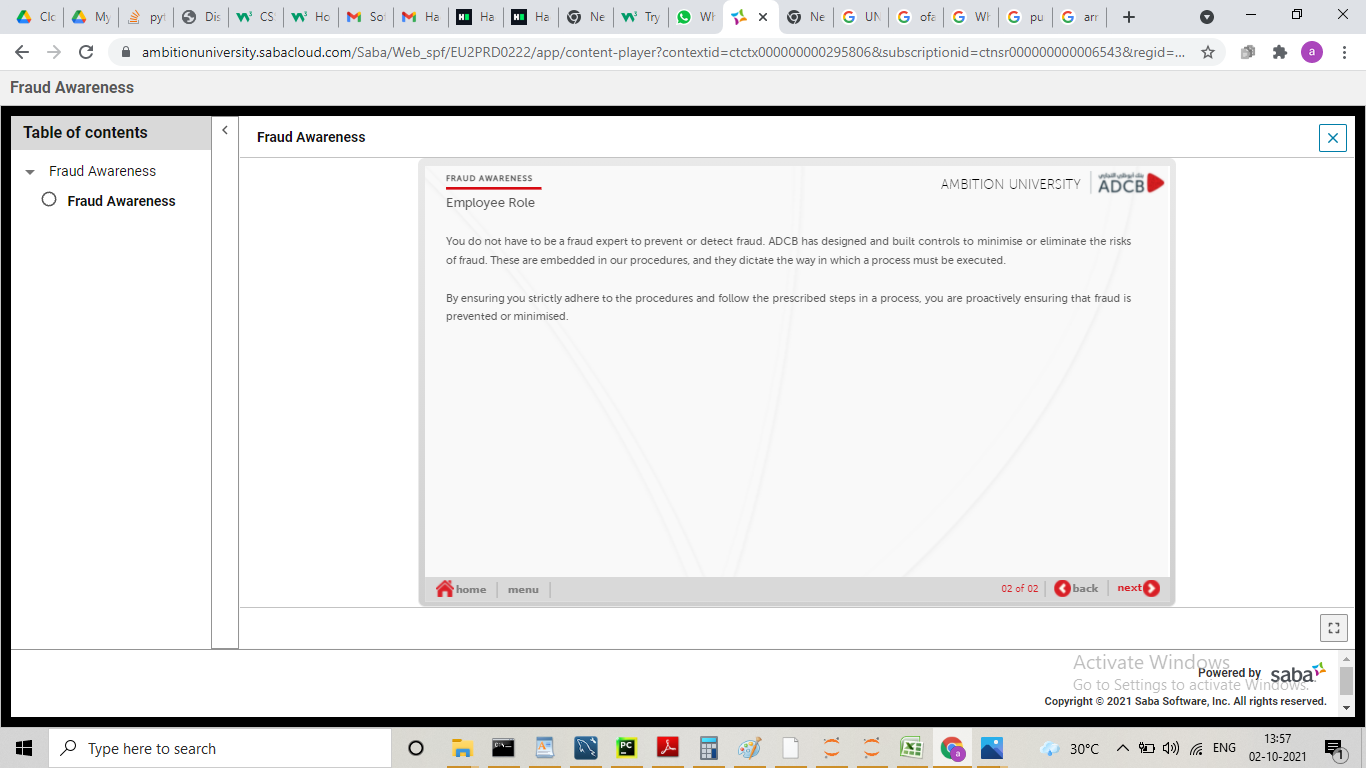 Clc
My
pyt
Dis
CS
Ho
Sof
Ha
Ha
Ha
Ne
Try
Wh
Ne
UN
ofa
Wh
pu
arr
ambitionuniversity.sabacloud.com/Saba/Web_spf/EU2PRD0222/app/content-player?contextid=ctctx000000000295806&subscriptionid=ctnsr000000000006543&regid=...
a
Fraud Awareness
Table of contents
Fraud Awareness
Fraud Awareness
Fraud Awareness
FRAUD AWARENESS
AMBITION UNIVERSITY
بنك أبوظبي التجاري
ADCB
Employee Role
You do not have to be a fraud expert to prevent or detect fraud. ADCB has designed and built controls to minimise or eliminate the risks
of fraud. These are embedded in our procedures, and they dictate the way in which a process must be executed.
By ensuring you strictly adhere to the procedures and follow the prescribed steps in a process, you are proactively ensuring that fraud is
prevented or minimised.
home
menu
02 of 02
back
next
Activate Windows
Go to Settings to activate Windows.
Powered by saba
Copyright © 2021 Saba Software, Inc. All rights reserved.
Type here to search
PC
a
30°C
ENG
13:57
02-10-2021
1